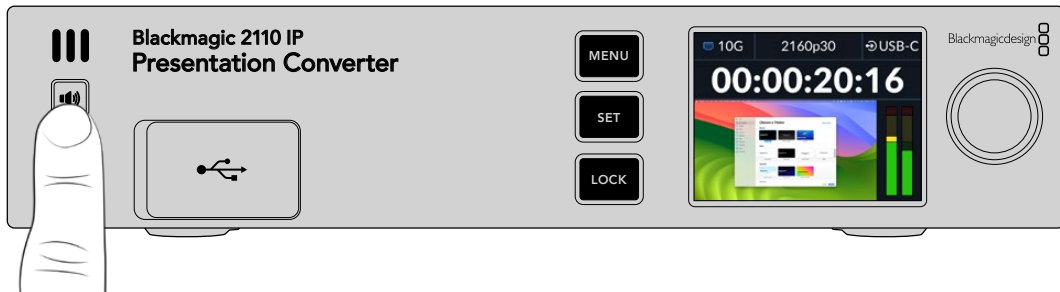 Blackmagic 2110 IP
Presentation Converter
MENU
SET
LOCK
10G 2160p30 USB-C
00:00:20:16
Blackmagicdesign